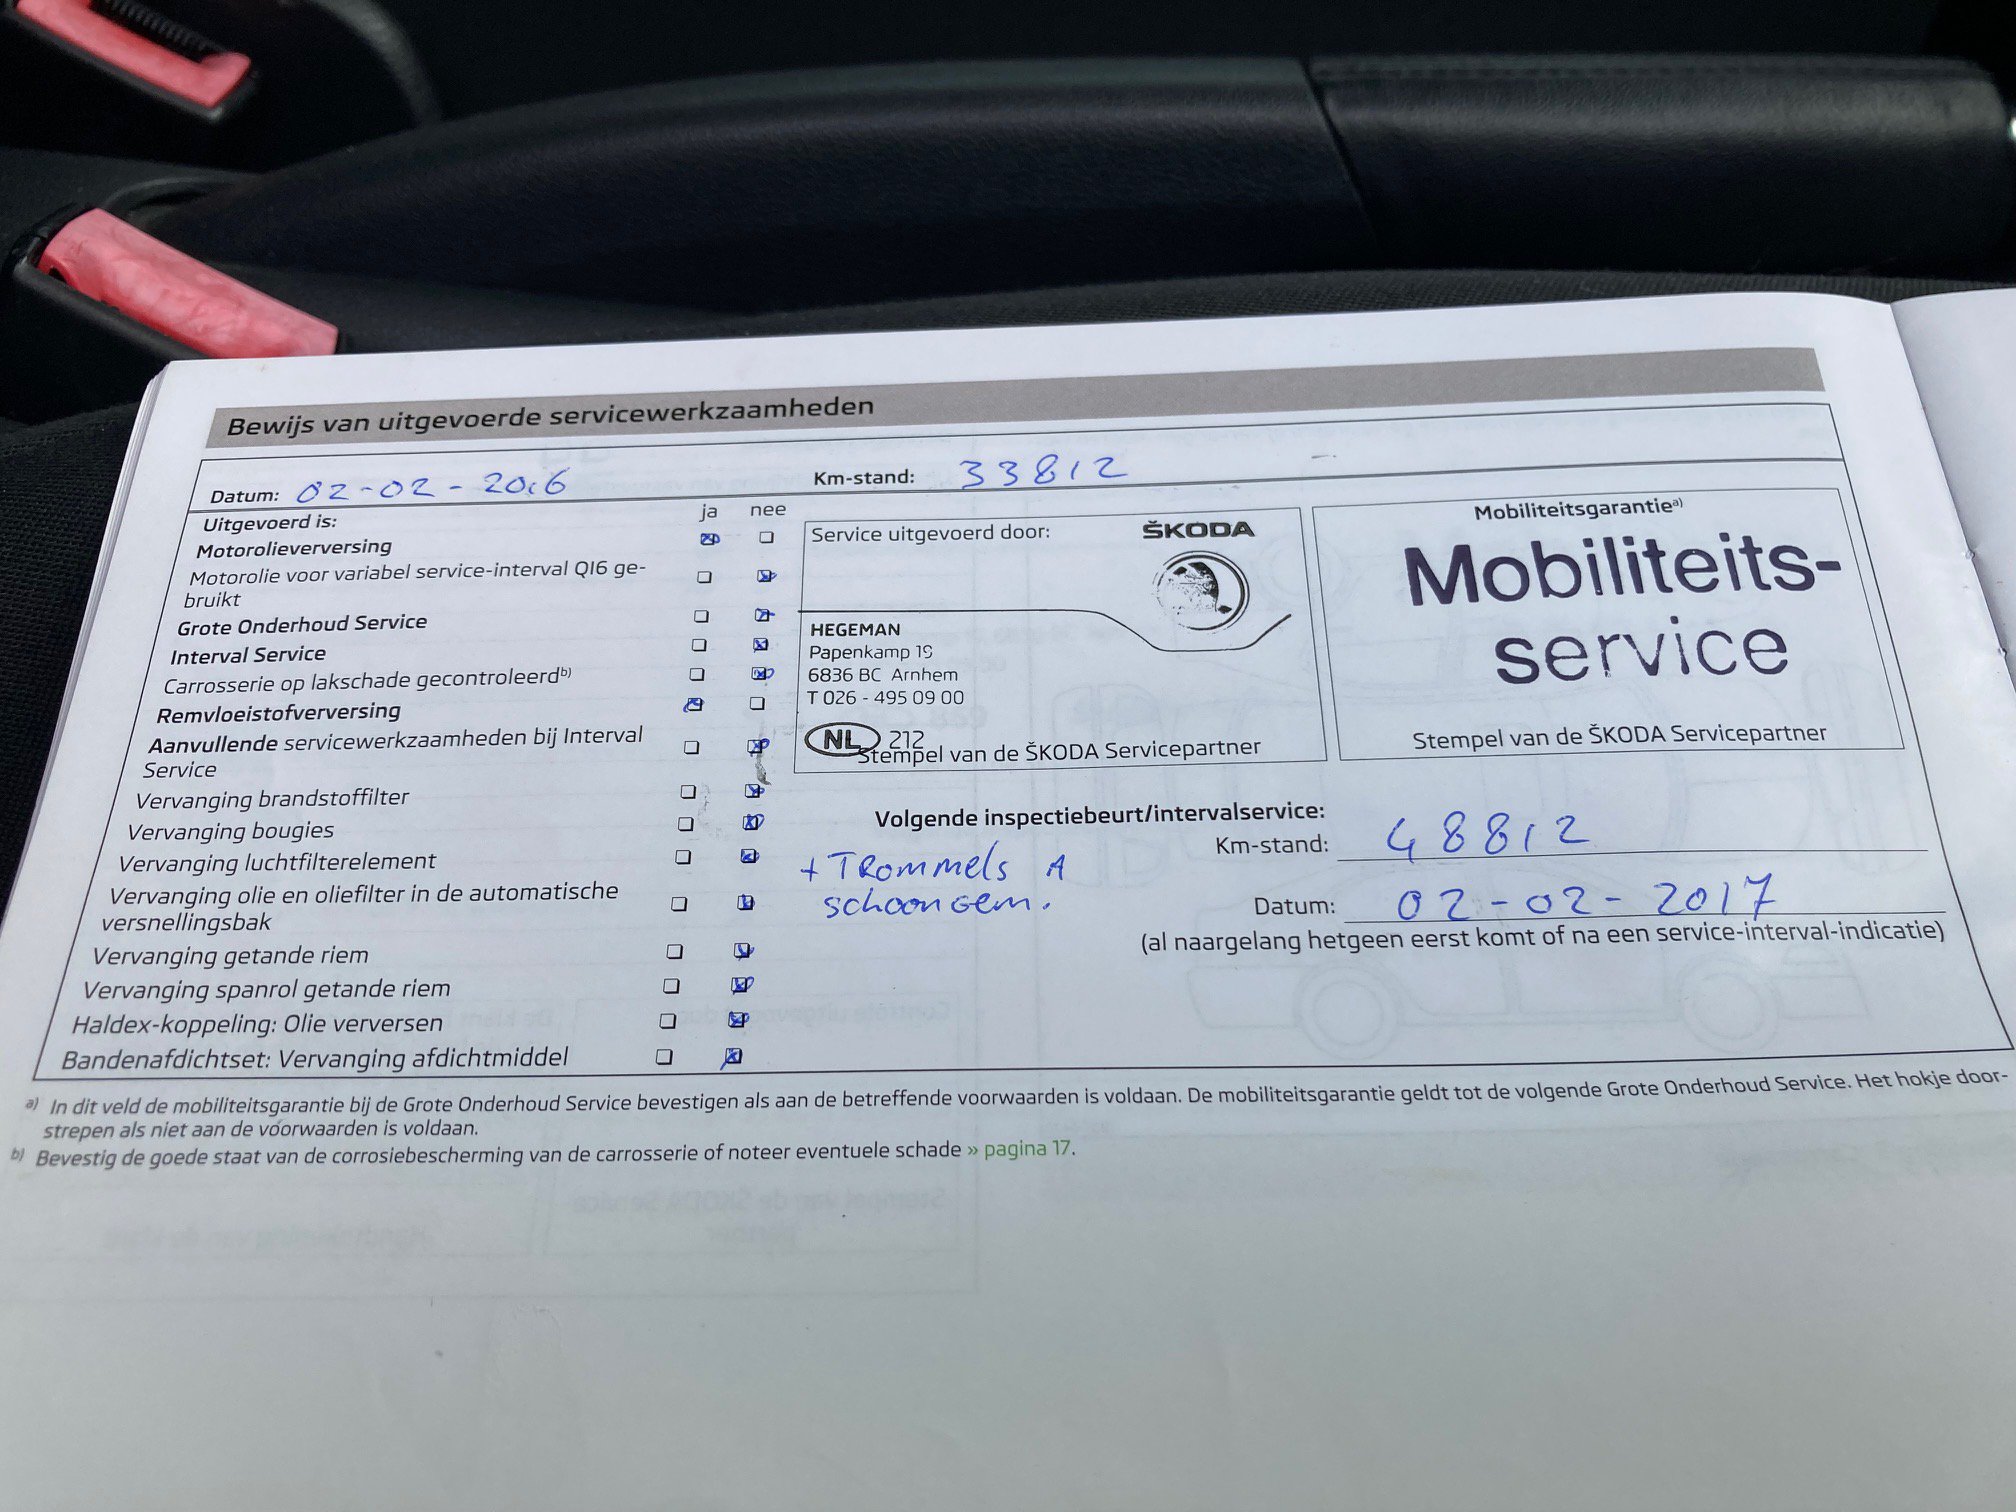 Bewijs van uitgevoerde servicewerkzaamheden
Datum: 02-02-2016
Km-stand: 33812
Uitgevoerd is:
ja nee
Motorolieverversing
Motorolie voor variabel service-interval QI6 ge-
bruikt
Grote Onderhoud Service
Interval Service
Carrosserie op lakschade gecontroleerd b)
Remvloeistofverversing
Aanvullende servicewerkzaamheden bij Interval
Service
Vervanging brandstoffilter
Vervanging bougies
Vervanging luchtfilterelement
Vervanging olie en oliefilter in de automatische
versnellingsbak
Vervanging getande riem
Vervanging spanrol getande riem
Haldex-koppeling: Olie verversen
Bandenafdichtset: Vervanging afdichtmiddel
Service uitgevoerd door:
ŠKODA
HEGEMAN
Papenkamp 19
6836 BC Arnhem
T 026 - 495 09 00
NL 212
Stempel van de ŠKODA Servicepartner
Mobiliteitsgarantie a)
Mobiliteits-
service
Stempel van de ŠKODA Servicepartner
Volgende inspectiebeurt/intervalservice:
Km-stand: 48812
+ Trommels A
schoongem.
Datum: 02-02-2017
(al naargelang hetgeen eerst komt of na een service-interval-indicatie)
a) In dit veld de mobiliteitsgarantie bij de Grote Onderhoud Service bevestigen als aan de betreffende voorwaarden is voldaan. De mobiliteitsgarantie geldt tot de volgende Grote Onderhoud Service. Het hokje door-
strepen als niet aan de voorwaarden is voldaan.
b) Bevestig de goede staat van de corrosiebescherming van de carrosserie of noteer eventuele schade » pagina 17.